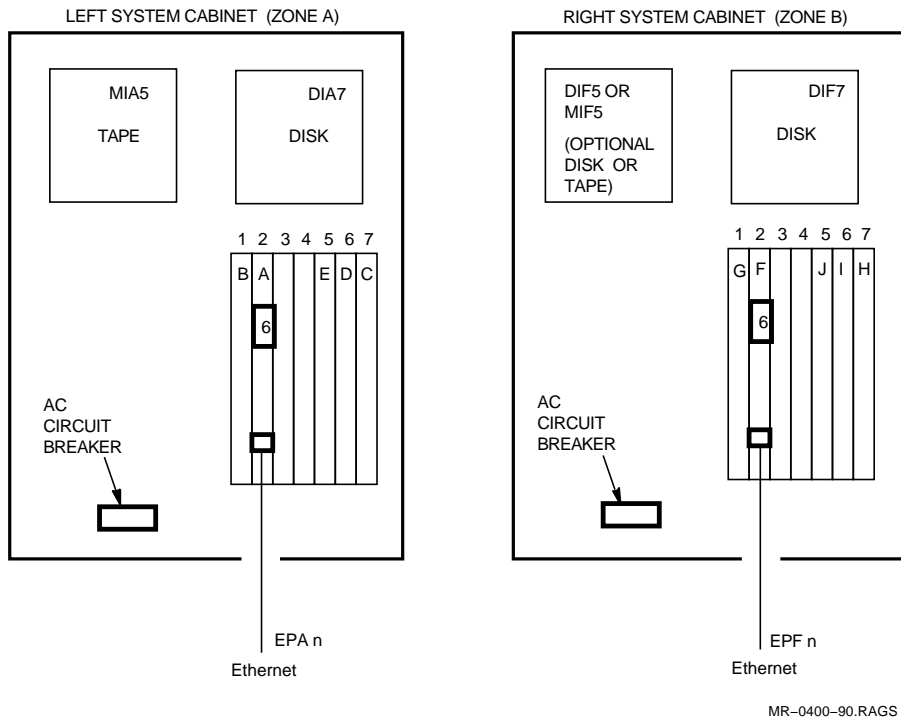 LEFT SYSTEM CABINET (ZONE A)
MIA5
TAPE
DIA7
DISK
1 2 3 4 5 6 7
B A E D C
6
AC
CIRCUIT
BREAKER
EPA n
Ethernet
RIGHT SYSTEM CABINET (ZONE B)
DIF5 OR
MIF5
(OPTIONAL
DISK OR
TAPE)
DIF7
DISK
1 2 3 4 5 6 7
G F J I H
6
AC
CIRCUIT
BREAKER
EPF n
Ethernet
MR–0400–90.RAGS